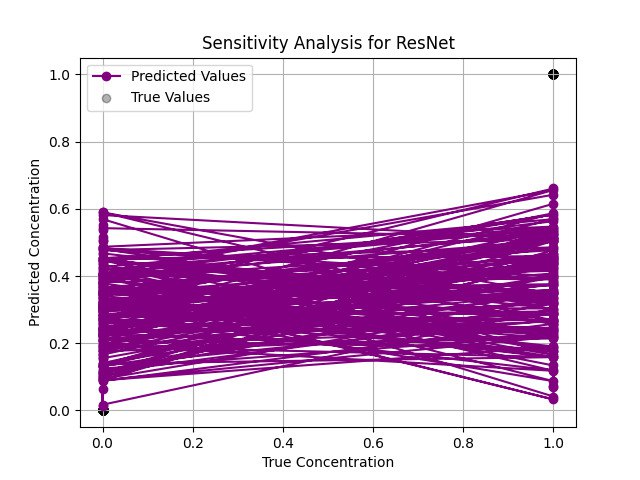 Sensitivity Analysis for ResNet
Predicted Values
True Values
1.0
0.8
0.6
0.4
0.2
0.0
Predicted Concentration
0.0 0.2 0.4 0.6 0.8 1.0
True Concentration